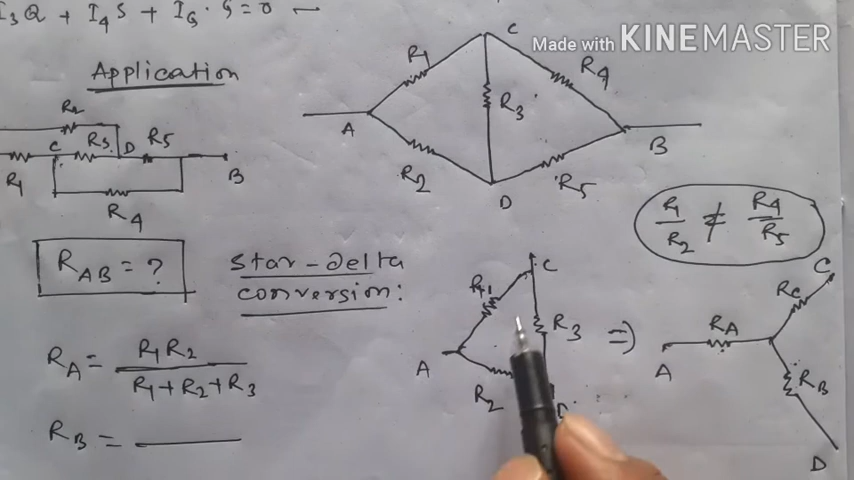 I3Q + I4S + IG·G=0
Made with KINEMASTER
Application
R1 R4 R3 R2 R5
A C B D
R2 R3 R5
C D B
R1 R4
R1/R2 ≠ R4/R5
RAB = ?
Star-Delta
conversion:
R1 C R3 => RC C
A R2 D RA A RB D
RA = R1R2/R1+R2+R3
RB =